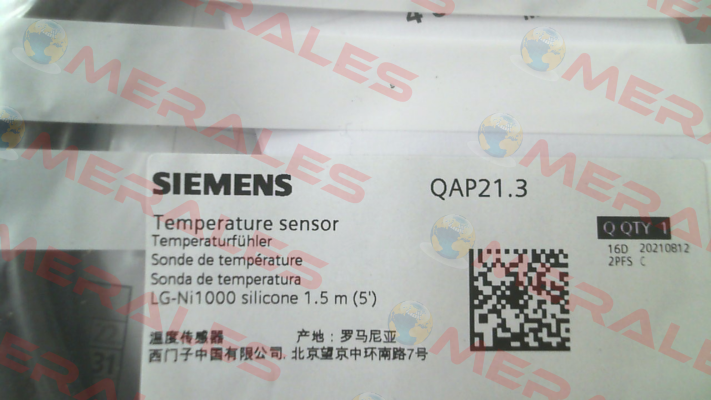 SIEMENS
QAP21.3
Temperature sensor
Temperaturfühler
Sonde de température
Sonda de temperatura
LG-Ni1000 silicone 1.5 m (5')
Q QTY 1
16D 20210812
2PFS C
温度传感器 产地: 罗马尼亚
西门子中国有限公司. 北京望京中环南路7号
31
MERALES
MERALES
MERALES
MERALES
MERALES
MERALES